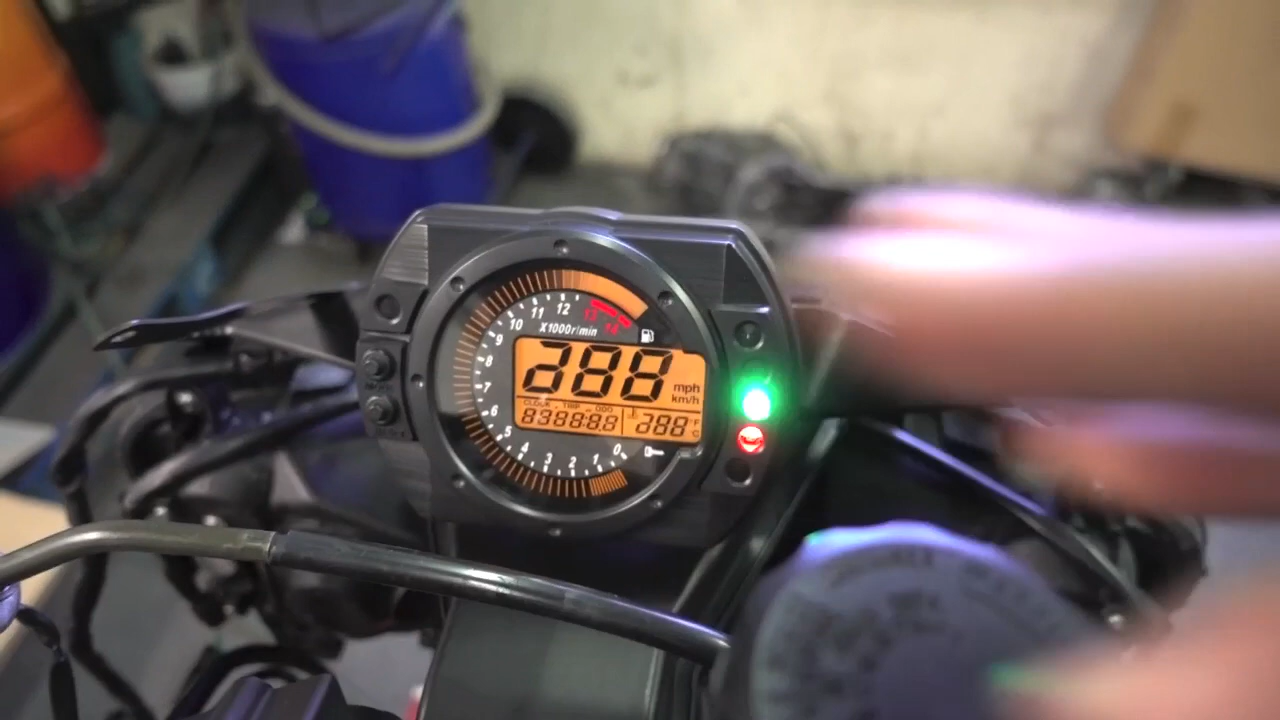 0 1 2 3 4 5 6 7 8 9 10 11 12 13 14
X1000r/min
288
mph
km/h
CLOCK TRIP ODO
838888
288
°F
°C